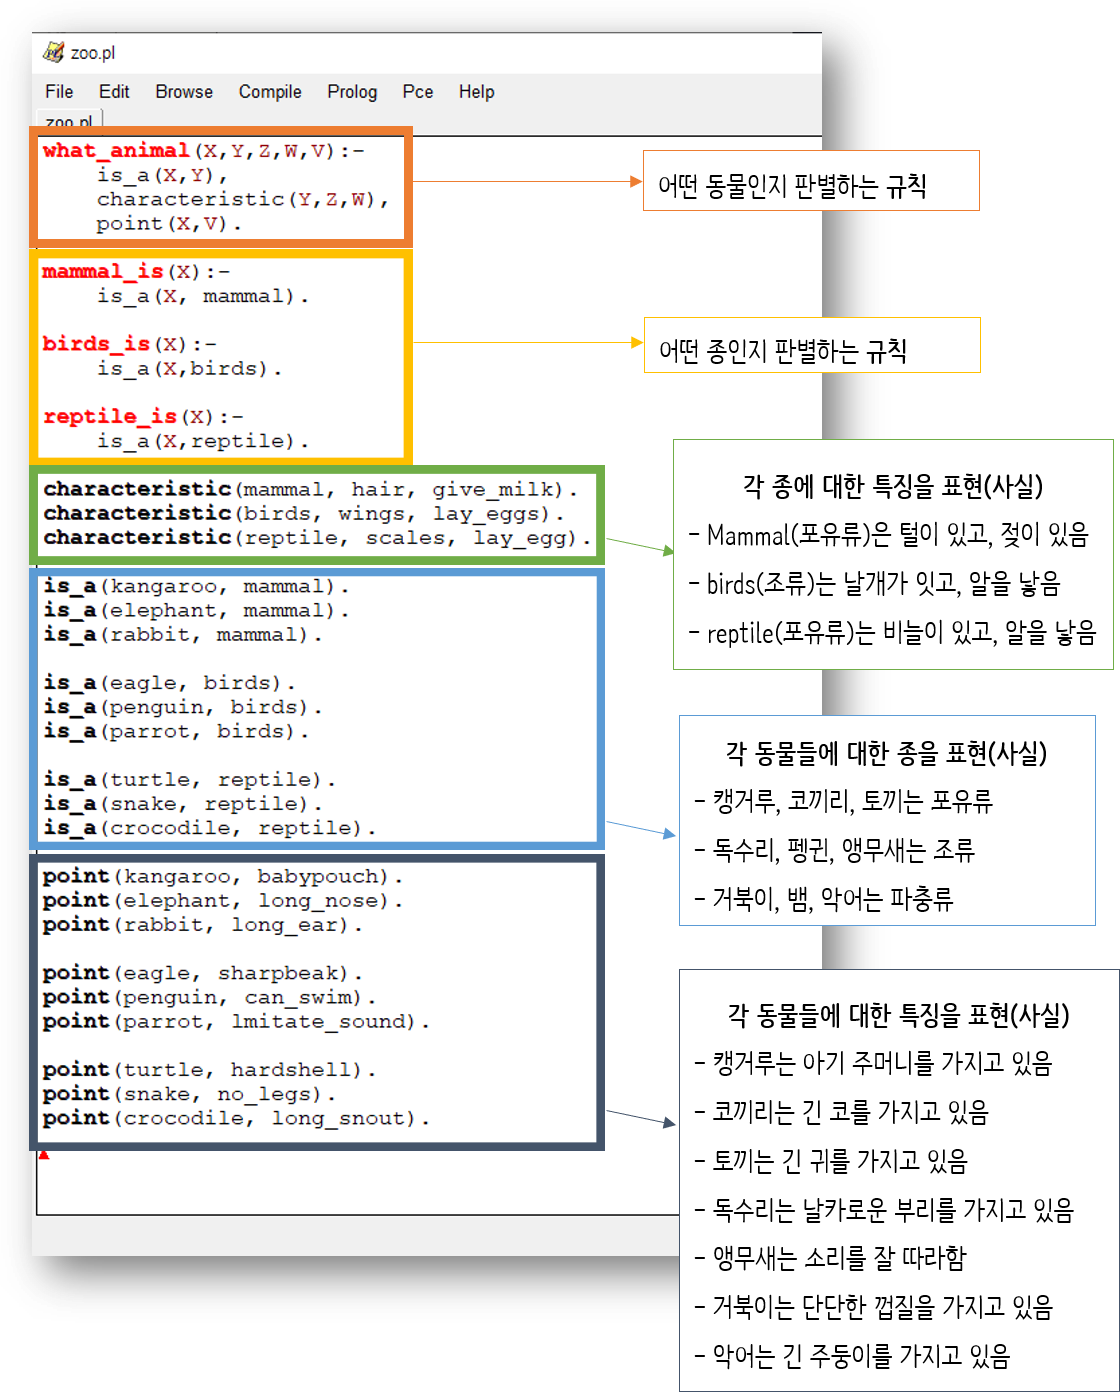 zoo.pl
File Edit Browse Compile Prolog Pce Help
zoo.pl
what_animal(X,Y,Z,W,V):-
is_a(X,Y),
characteristic(Y,Z,W),
point(X,V).
어떤 동물인지 판별하는 규칙
mammal_is(X):-
is_a(X, mammal).
birds_is(X):-
is_a(X,birds).
reptile_is(X):-
is_a(X,reptile).
어떤 종인지 판별하는 규칙
characteristic(mammal, hair, give_milk).
characteristic(birds, wings, lay_eggs).
characteristic(reptile, scales, lay_egg).
각 종에 대한 특징을 표현(사실)
- Mammal(포유류)은 털이 있고, 젖이 있음
- birds(조류)는 날개가 잇고, 알을 낳음
- reptile(포유류)는 비늘이 있고, 알을 낳음
is_a(kangaroo, mammal).
is_a(elephant, mammal).
is_a(rabbit, mammal).
is_a(eagle, birds).
is_a(penguin, birds).
is_a(parrot, birds).
is_a(turtle, reptile).
is_a(snake, reptile).
is_a(crocodile, reptile).
각 동물들에 대한 종을 표현(사실)
- 캥거루, 코끼리, 토끼는 포유류
- 독수리, 펭귄, 앵무새는 조류
- 거북이, 뱀, 악어는 파충류
point(kangaroo, babypouch).
point(elephant, long_nose).
point(rabbit, long_ear).
point(eagle, sharpbeak).
point(penguin, can_swim).
point(parrot, lmitate_sound).
point(turtle, hardshell).
point(snake, no_legs).
point(crocodile, long_snout).
각 동물들에 대한 특징을 표현(사실)
- 캥거루는 아기 주머니를 가지고 있음
- 코끼리는 긴 코를 가지고 있음
- 토끼는 긴 귀를 가지고 있음
- 독수리는 날카로운 부리를 가지고 있음
- 앵무새는 소리를 잘 따라함
- 거북이는 단단한 껍질을 가지고 있음
- 악어는 긴 주둥이를 가지고 있음